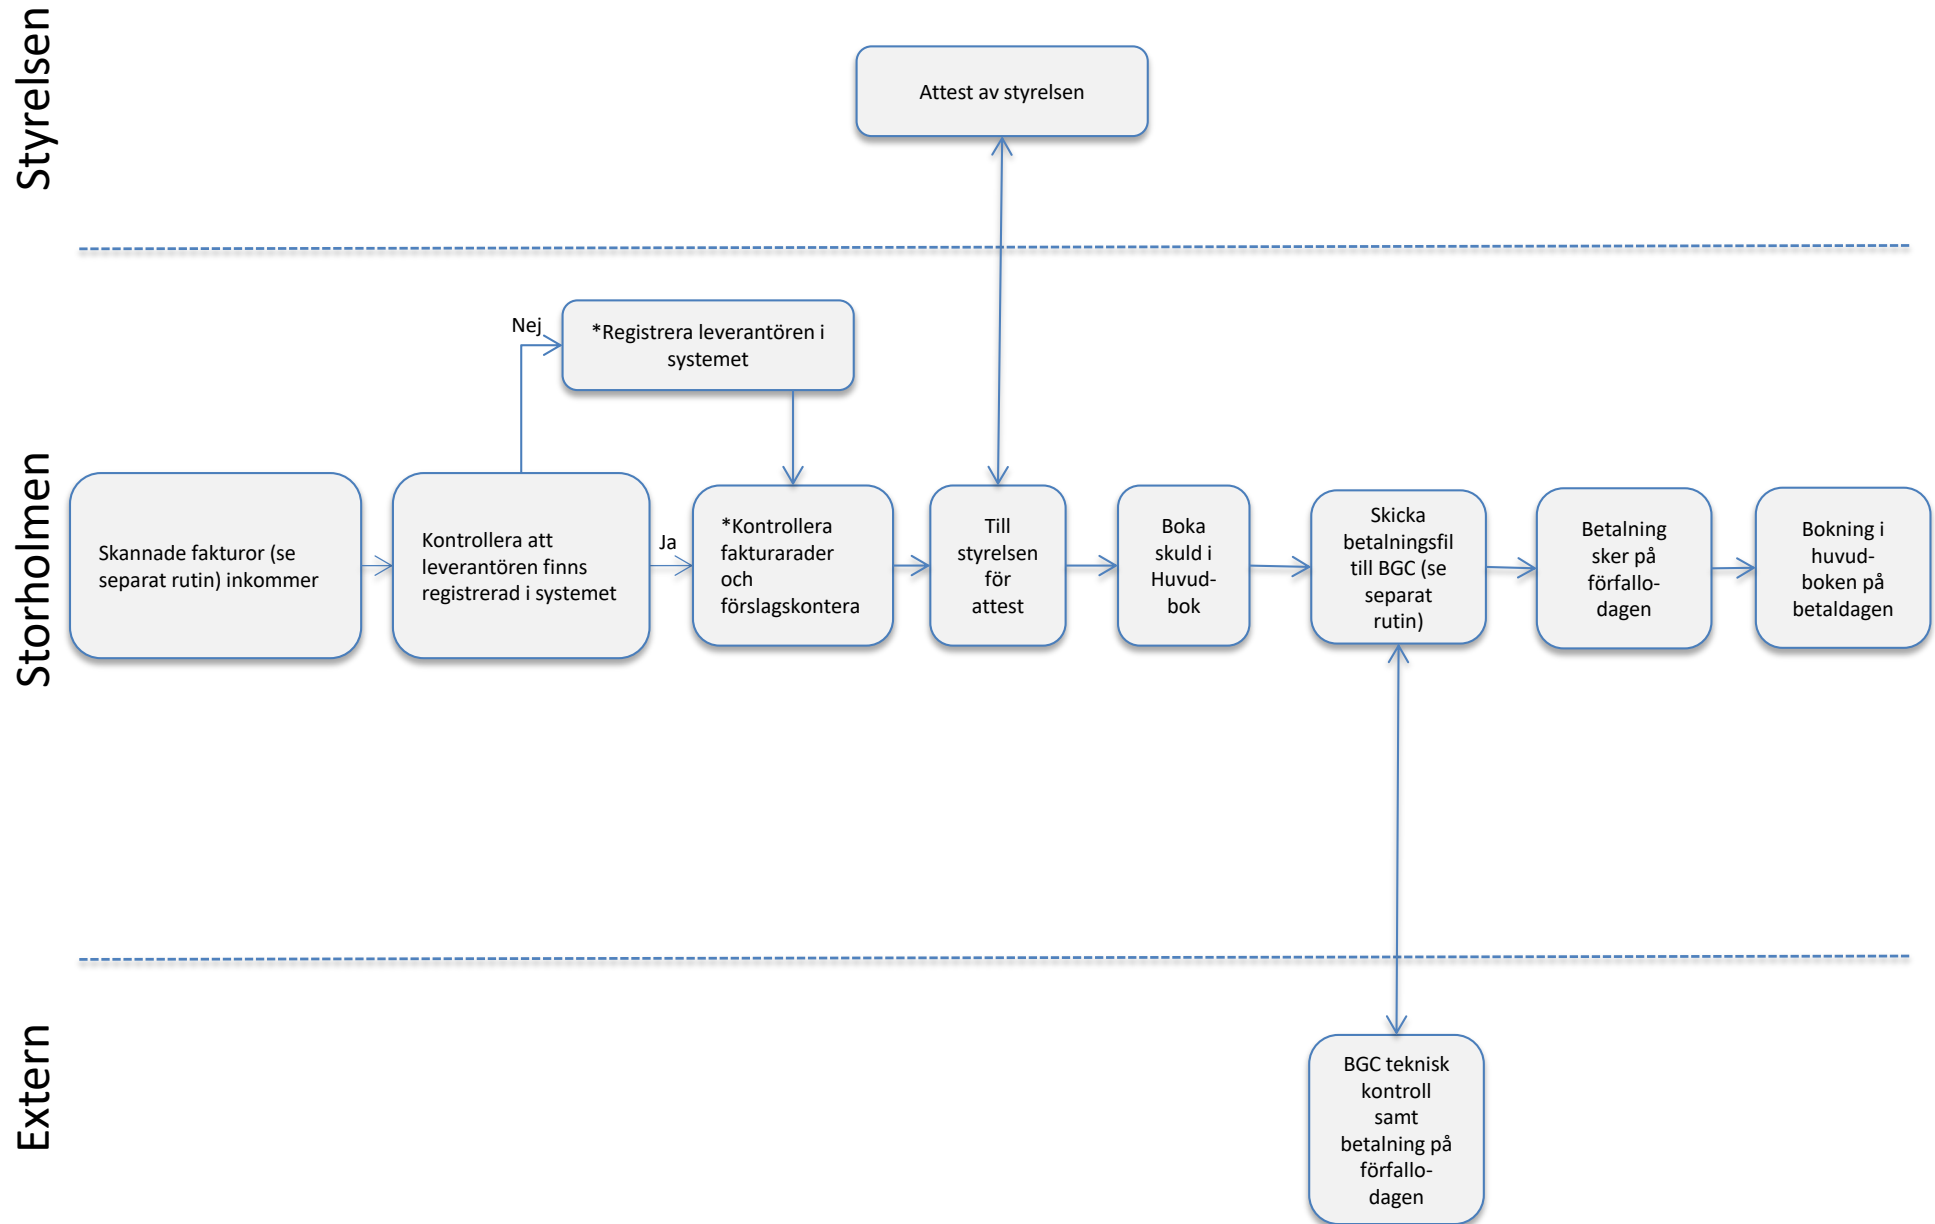 Styrelsen
Attest av styrelsen
Storholmen
Nej
*Registrera leverantören i
systemet
Skannade fakturor (se
separat rutin) inkommer
Kontrollera att
leverantören finns
registrerad i systemet
Ja
*Kontrollera
fakturarader
och
förslagskontera
Till
styrelsen
för
attest
Boka
skuld i
Huvud-
bok
Skicka
betalningsfil
till BGC (se
separat
rutin)
Betalning
sker på
förfallo-
dagen
Bokning i
huvud-
boken på
betaldagen
Extern
BGC teknisk
kontroll
samt
betalning på
förfallo-
dagen